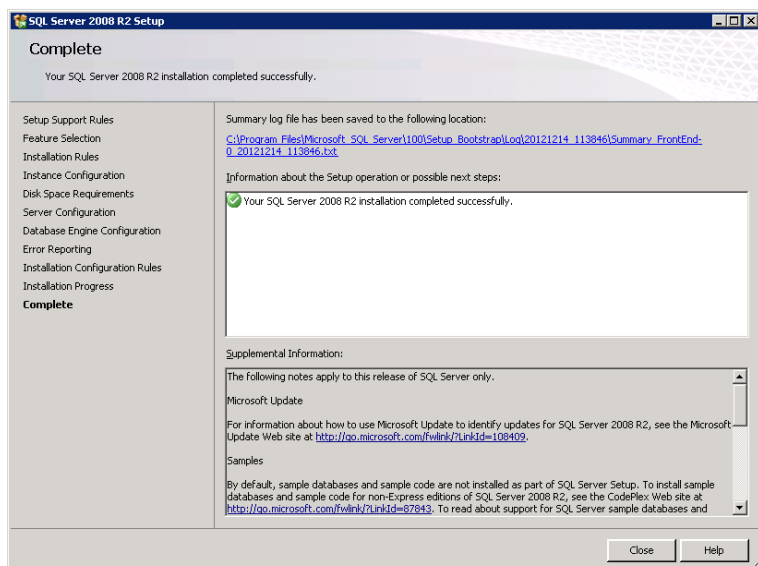 SQL Server 2008 R2 Setup
Complete
Your SQL Server 2008 R2 installation completed successfully.
Setup Support Rules
Feature Selection
Installation Rules
Instance Configuration
Disk Space Requirements
Server Configuration
Database Engine Configuration
Error Reporting
Installation Configuration Rules
Installation Progress
Complete
Summary log file has been saved to the following location:
C:\Program Files\Microsoft SQL Server\100\Setup Bootstrap\Log\20121214_113846\Summary_FrontEnd-
0_20121214_113846.txt
Information about the Setup operation or possible next steps:
Your SQL Server 2008 R2 installation completed successfully.
Supplemental Information:
The following notes apply to this release of SQL Server only.
Microsoft Update
For information about how to use Microsoft Update to identify updates for SQL Server 2008 R2, see the Microsoft
Update Web site at http://go.microsoft.com/fwlink/?LinkId=108409.
Samples
By default, sample databases and sample code are not installed as part of SQL Server Setup. To install sample
databases and sample code for non-Express editions of SQL Server 2008 R2, see the CodePlex Web site at
http://go.microsoft.com/fwlink/?LinkId=87843. To read about support for SQL Server sample databases and
Close
Help